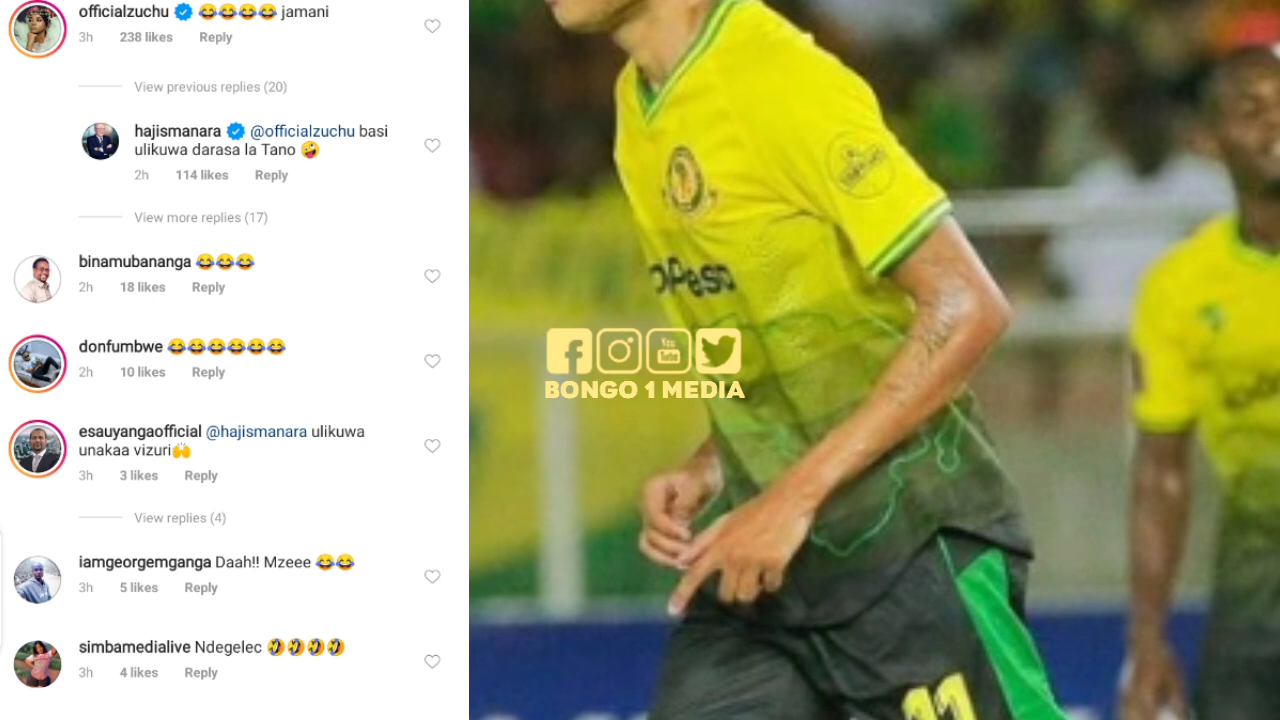 officialzuchu 😂😂😂😂 jamani
3h 238 likes Reply
View previous replies (20)
hajismanara @officialzuchu basi
ulikuwa darasa la Tano 🤪
2h 114 likes Reply
View more replies (17)
binamubananga 😂😂😂
2h 18 likes Reply
donfumbwe 😂😂😂😂😂😂
2h 10 likes Reply
esauyangaofficial @hajismanara ulikuwa
unakaa vizuri🙌
3h 3 likes Reply
View replies (4)
iamgeorgemganga Daah!! Mzeee 😂😂
3h 5 likes Reply
simbamedialive Ndegelec 🤣🤣🤣🤣
3h 4 likes Reply
You
Tube
BONGO 1 MEDIA
11